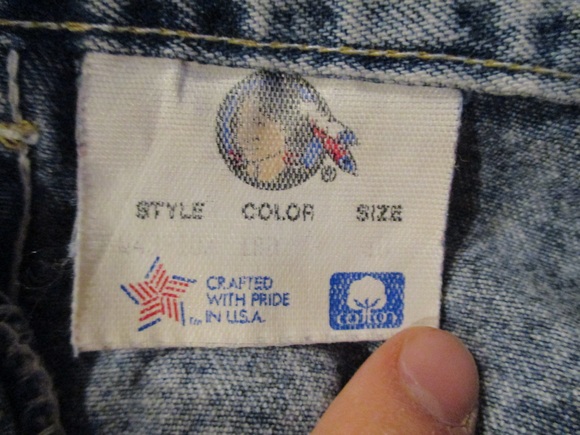 ®
STYLE COLOR SIZE
CRAFTED
WITH PRIDE
IN U.S.A.
cotton